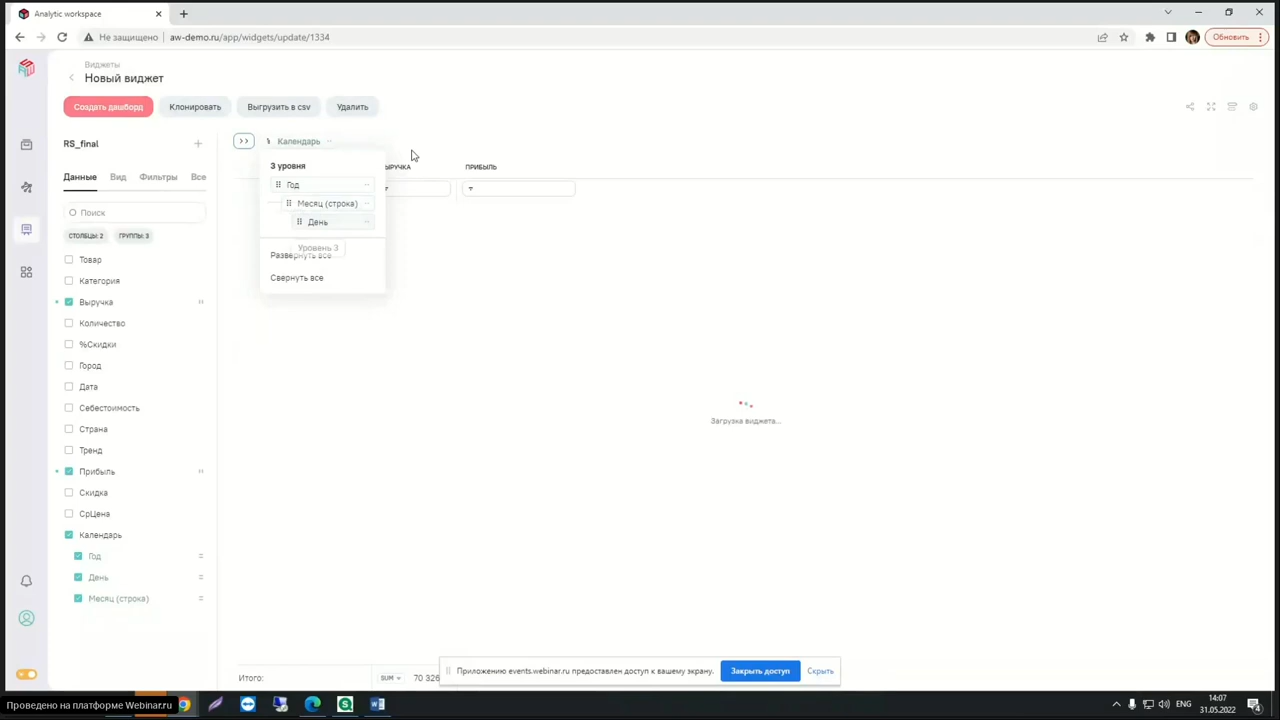 Analytic workspace
Не защищено aw-demo.ru/app/widgets/update/1334
Обновить
Виджеты
Новый виджет
Создать дашборд Клонировать Выгрузить в csv Удалить
RS_final
Календарь
Данные Вид Фильтры Все
Поиск
СТОЛБЦЫ: 2 ГРУППЫ: 3
Товар
Категория
Выручка
Количество
%Скидки
Город
Дата
Себестоимость
Страна
Тренд
Прибыль
Скидка
СрЦена
Календарь
Год
День
Месяц (строка)
3 уровня
Год
Месяц (строка)
День
Уровень 3
Развернуть все
Свернуть все
ЫРУЧКА ПРИБЫЛЬ
Загрузка виджета...
Итого: SUM 70 326
Приложению events.webinar.ru предоставлен доступ к вашему экрану. Закрыть доступ Скрыть
Проведено на платформе Webinar.ru
ENG
14:07
31.05.2022
4